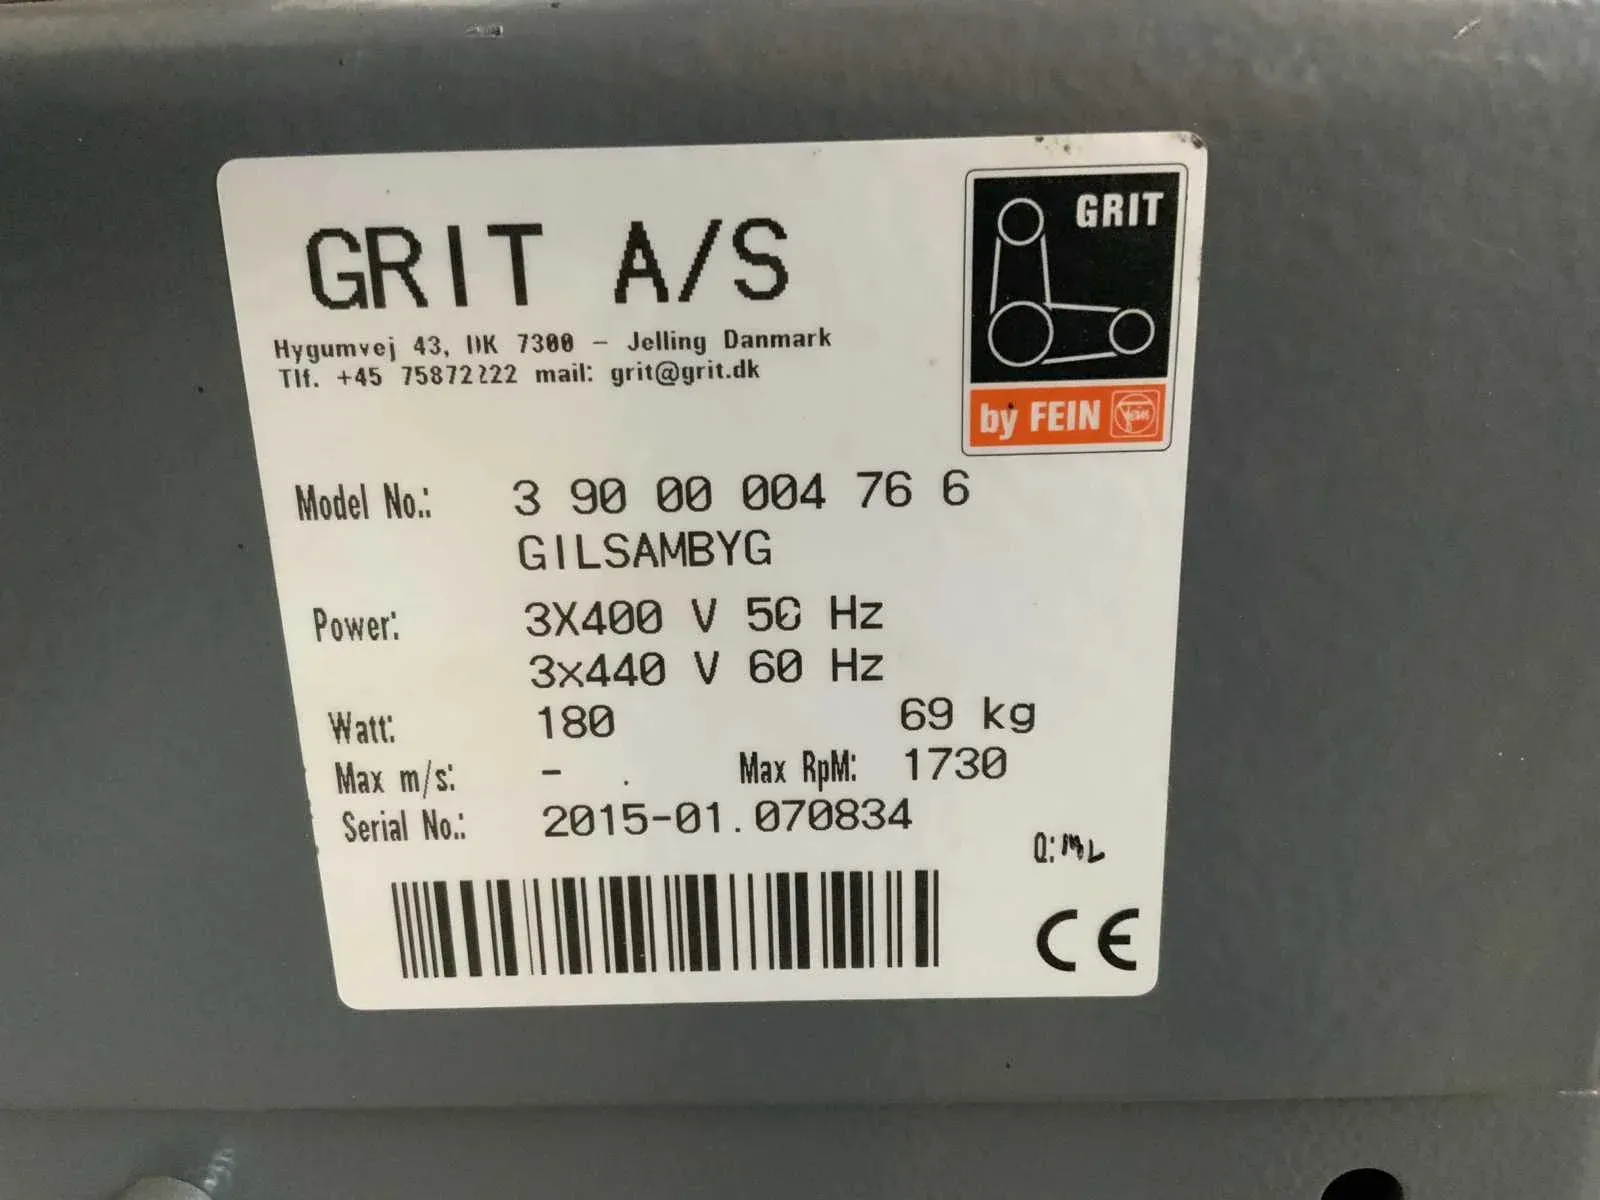 GRIT A/S
Hygumvej 43, DK 7300 - Jelling Danmark
Tlf. +45 75872222 mail: grit@grit.dk
GRIT
by FEIN
Model No.: 3 90 00 004 76 6
GILSAMBYG
Power: 3X400 V 50 Hz
3x440 V 60 Hz
Watt: 180 69 kg
Max m/s: - Max RpM: 1730
Serial No.: 2015-01.070834
Q: ML
CE